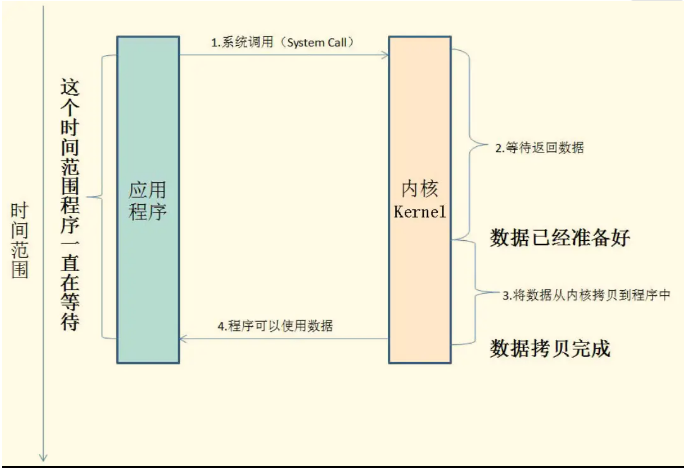 1.系统调用（System Call）
这个时间范围程序一直在等待
时间范围
应用
程序
内核
Kernel
2.等待返回数据
数据已经准备好
3.将数据从内核拷贝到程序中
4.程序可以使用数据
数据拷贝完成